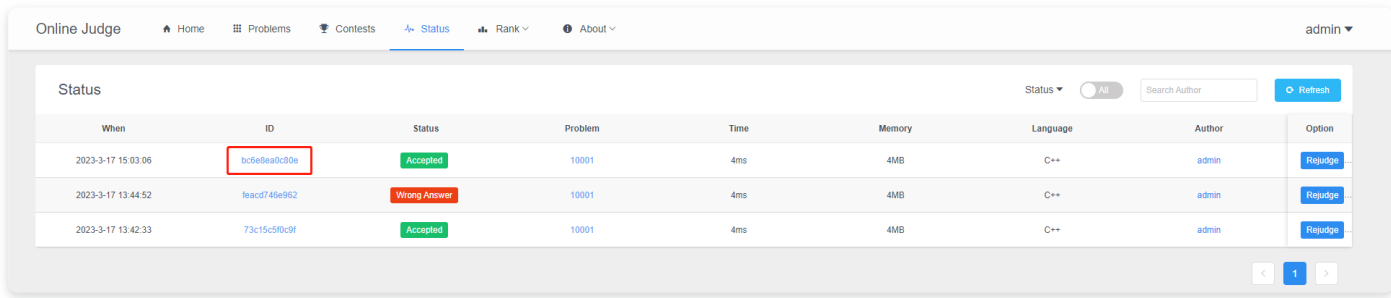 Online Judge Home Problems Contests Status Rank About admin
Status Status All Search Author Refresh
When ID Status Problem Time Memory Language Author Option
2023-3-17 15:03:06 bc6e8ea0c80e Accepted 10001 4ms 4MB C++ admin Rejudge ...
2023-3-17 13:44:52 feacd746e962 Wrong Answer 10001 4ms 4MB C++ admin Rejudge ...
2023-3-17 13:42:33 73c15c5f0c9f Accepted 10001 4ms 4MB C++ admin Rejudge ...
< 1 >